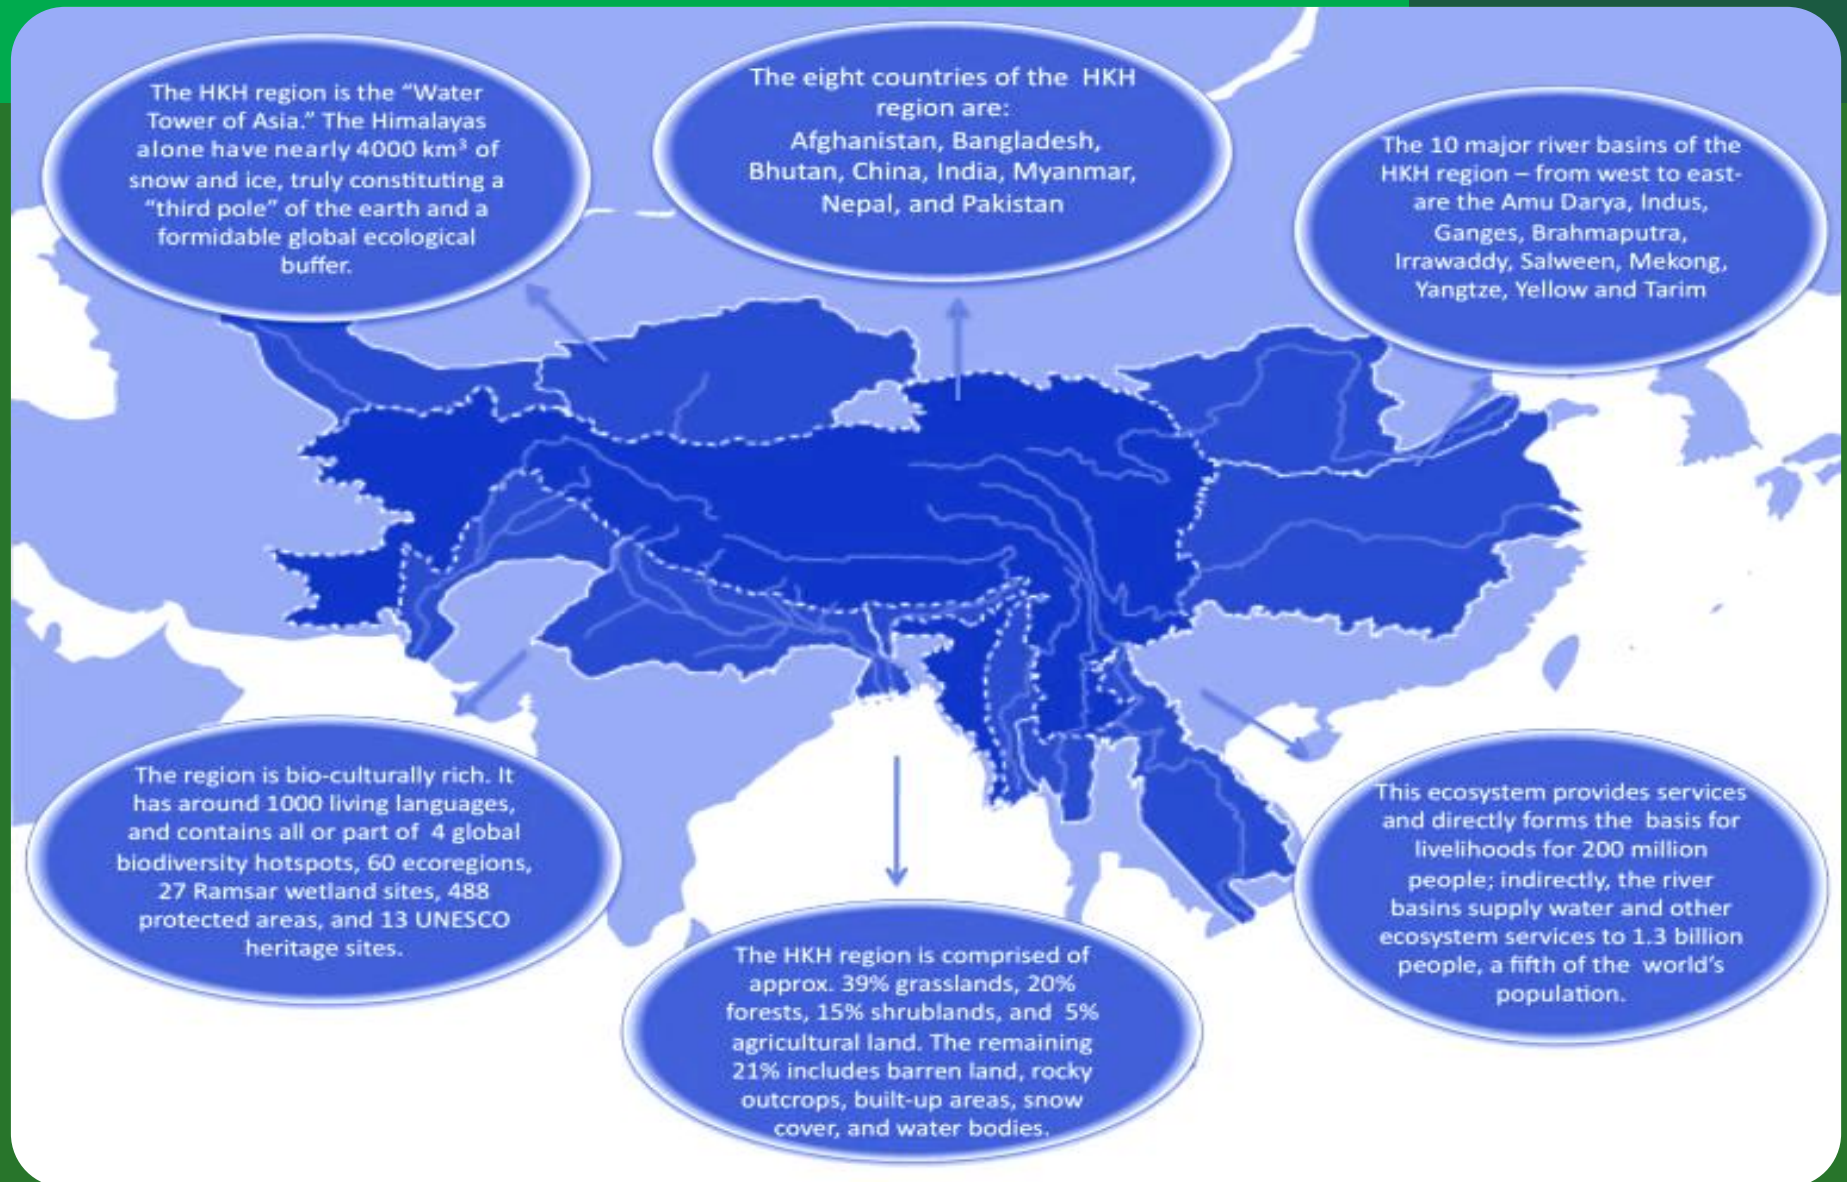 The HKH region is the “Water
Tower of Asia.” The Himalayas
alone have nearly 4000 km³ of
snow and ice, truly constituting a
“third pole” of the earth and a
formidable global ecological
buffer.
The eight countries of the  HKH
region are:
Afghanistan, Bangladesh,
Bhutan, China, India, Myanmar,
Nepal, and Pakistan
The 10 major river basins of the
HKH region – from west to east-
are the Amu Darya, Indus,
Ganges, Brahmaputra,
Irrawaddy, Salween, Mekong,
Yangtze, Yellow and Tarim
The region is bio-culturally rich. It
has around 1000 living languages,
and contains all or part of  4 global
biodiversity hotspots, 60 ecoregions,
27 Ramsar wetland sites, 488
protected areas, and 13 UNESCO
heritage sites.
The HKH region is comprised of
approx. 39% grasslands, 20%
forests, 15% shrublands, and  5%
agricultural land. The remaining
21% includes barren land, rocky
outcrops, built-up areas, snow
cover, and water bodies.
This ecosystem provides services
and directly forms the  basis for
livelihoods for 200 million
people; indirectly, the river
basins supply water and other
ecosystem services to 1.3 billion
people, a fifth of the  world’s
population.